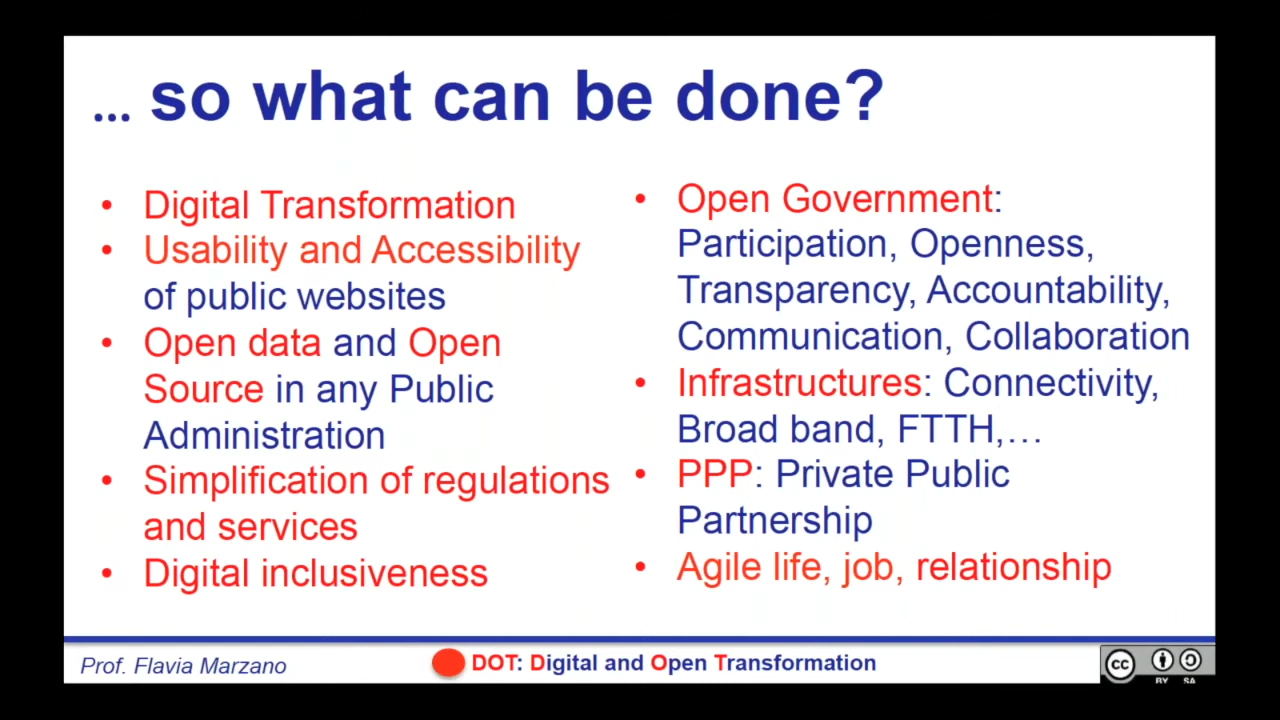 ... so what can be done?
• Digital Transformation
• Usability and Accessibility
of public websites
• Open data and Open
Source in any Public
Administration
• Simplification of regulations
and services
• Digital inclusiveness
• Open Government:
Participation, Openness,
Transparency, Accountability,
Communication, Collaboration
• Infrastructures: Connectivity,
Broad band, FTTH,…
• PPP: Private Public
Partnership
• Agile life, job, relationship
Prof. Flavia Marzano
DOT: Digital and Open Transformation
cc
BY SA